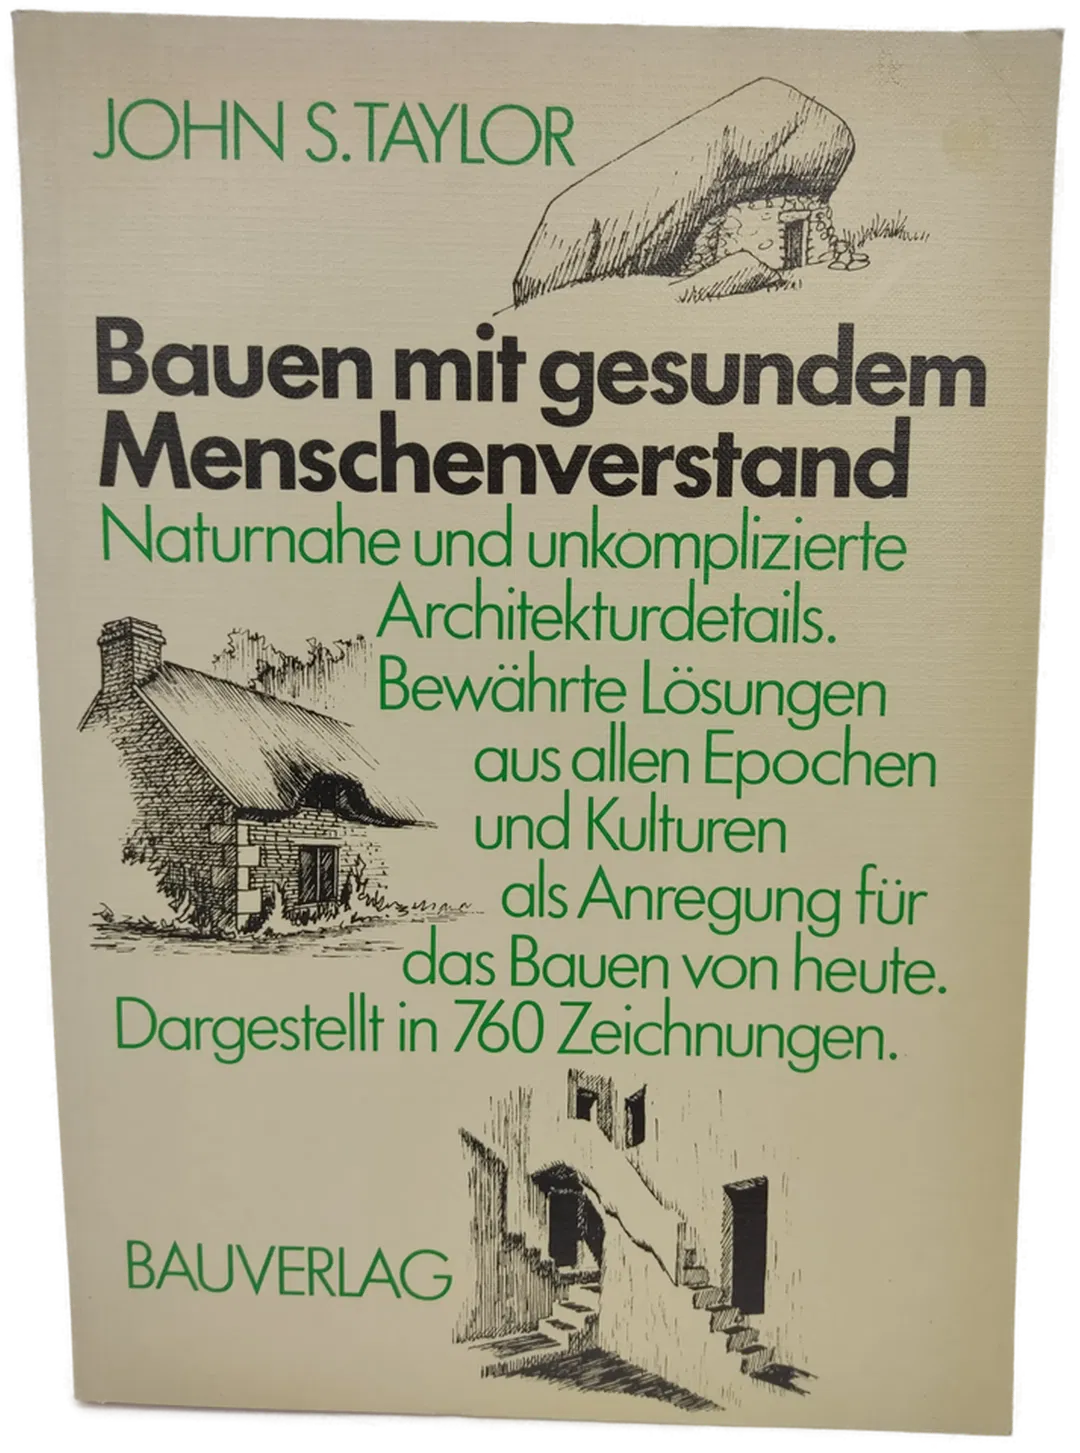 JOHN S. TAYLOR
Bauen mit gesundem
Menschenverstand
Naturnahe und unkomplizierte
Architekturdetails.
Bewährte Lösungen
aus allen Epochen
und Kulturen
als Anregung für
das Bauen von heute.
Dargestellt in 760 Zeichnungen.
BAUVERLAG